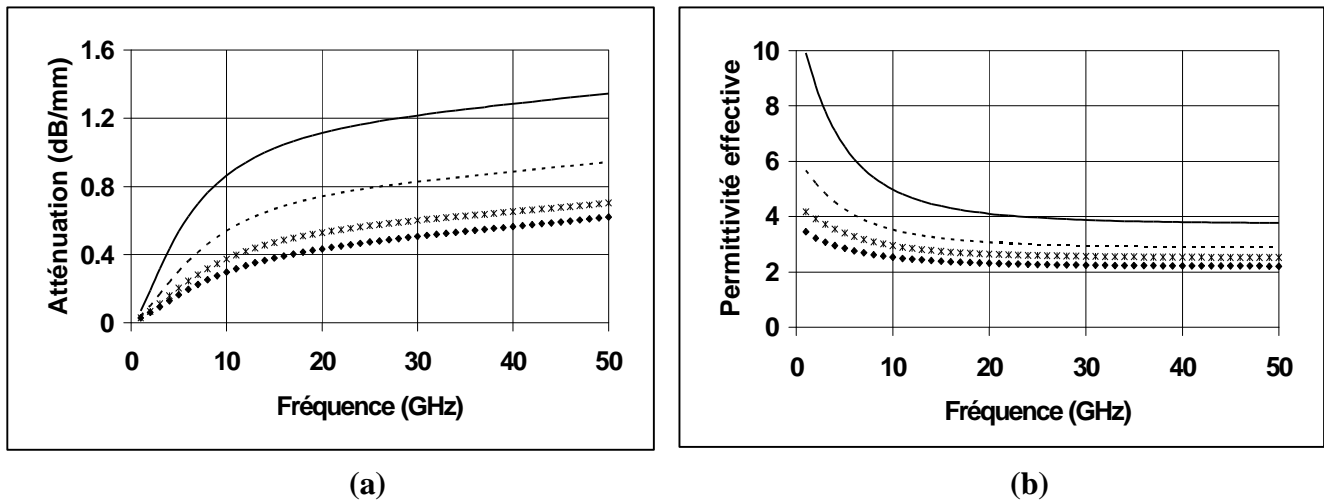 1.6
1.2
0.8
0.4
0
0 10 20 30 40 50
Atténuation (dB/mm)
Fréquence (GHz)
(a)
10
8
6
4
2
0
0 10 20 30 40 50
Permittivité effective
Fréquence (GHz)
(b)